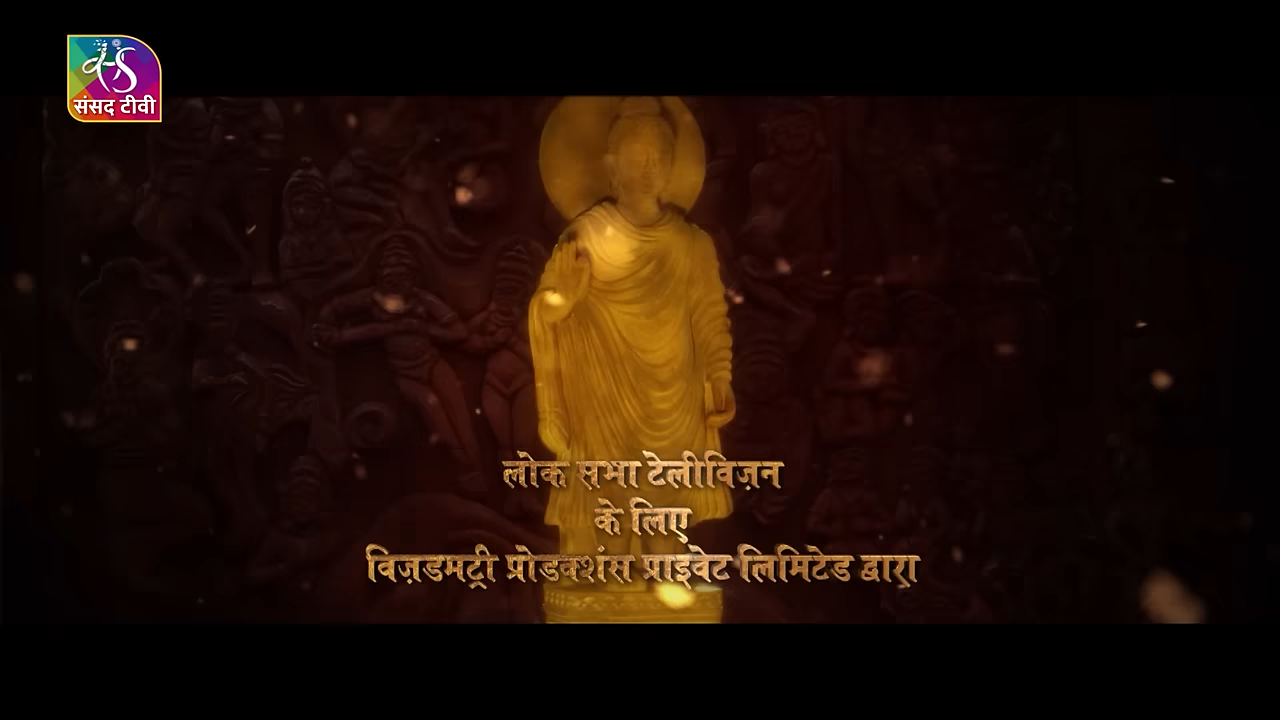 संसद टीवी
लोक सभा टेलीविज़न
के लिए
विज़डमट्री प्रोडक्शंस प्राइवेट लिमिटेड द्वारा